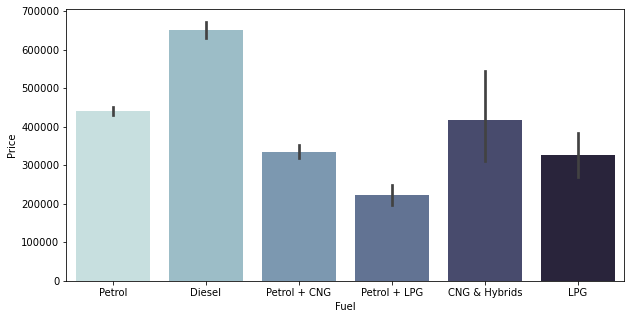 700000
600000
500000
400000
300000
200000
100000
0
Price
Petrol
Diesel
Petrol + CNG
Petrol + LPG
CNG & Hybrids
LPG
Fuel